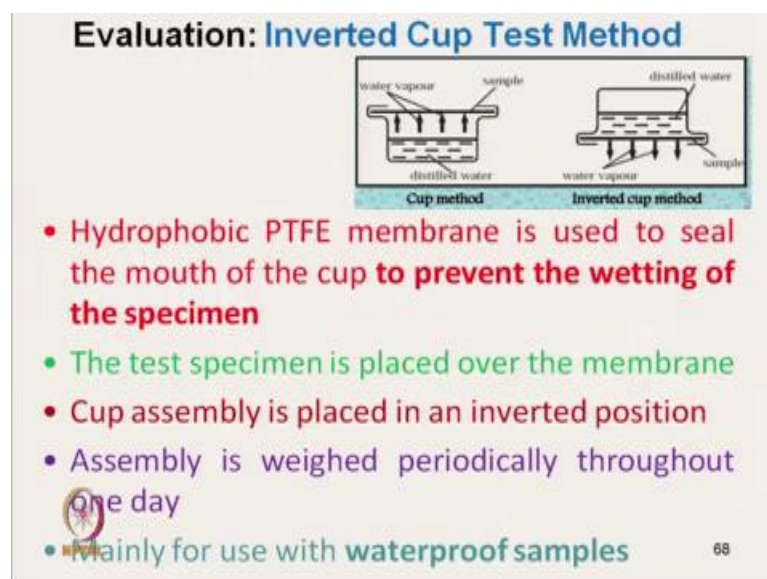 Evaluation: Inverted Cup Test Method
water vapour
sample
distilled water
Cup method
distilled water
sample
water vapour
Inverted cup method
• Hydrophobic PTFE membrane is used to seal
the mouth of the cup to prevent the wetting of
the specimen
• The test specimen is placed over the membrane
• Cup assembly is placed in an inverted position
• Assembly is weighed periodically throughout
one day
• Mainly for use with waterproof samples
68